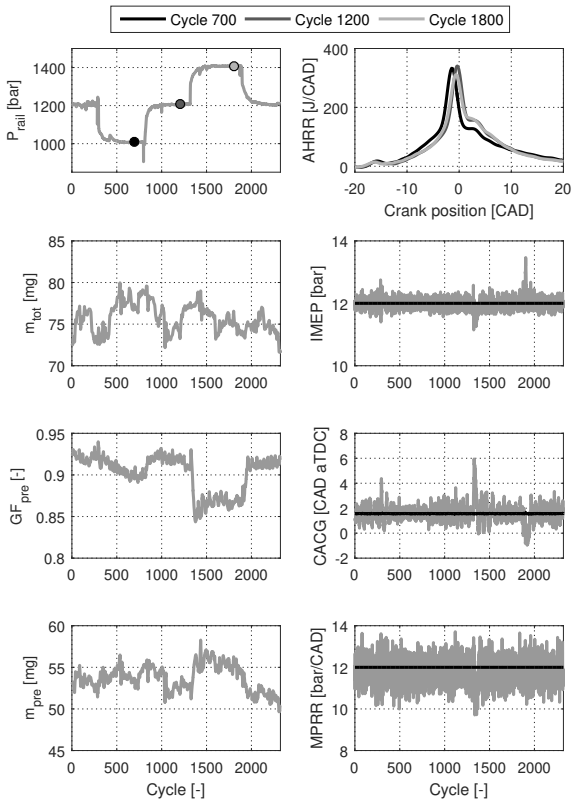 Cycle 700 Cycle 1200 Cycle 1800
P_rail [bar]
1400
1200
1000
0 500 1000 1500 2000
AHRR [J/CAD]
400
200
0
-20 -10 0 10 20
Crank position [CAD]
m_tot [mg]
85
80
75
70
0 500 1000 1500 2000
IMEP [bar]
14
12
10
0 500 1000 1500 2000
GF_pre [-]
0.95
0.9
0.85
0.8
0 500 1000 1500 2000
CACG [CAD aTDC]
8
6
4
2
0
-2
0 500 1000 1500 2000
m_pre [mg]
60
55
50
45
0 500 1000 1500 2000
Cycle [-]
MPRR [bar/CAD]
14
12
10
8
0 500 1000 1500 2000
Cycle [-]